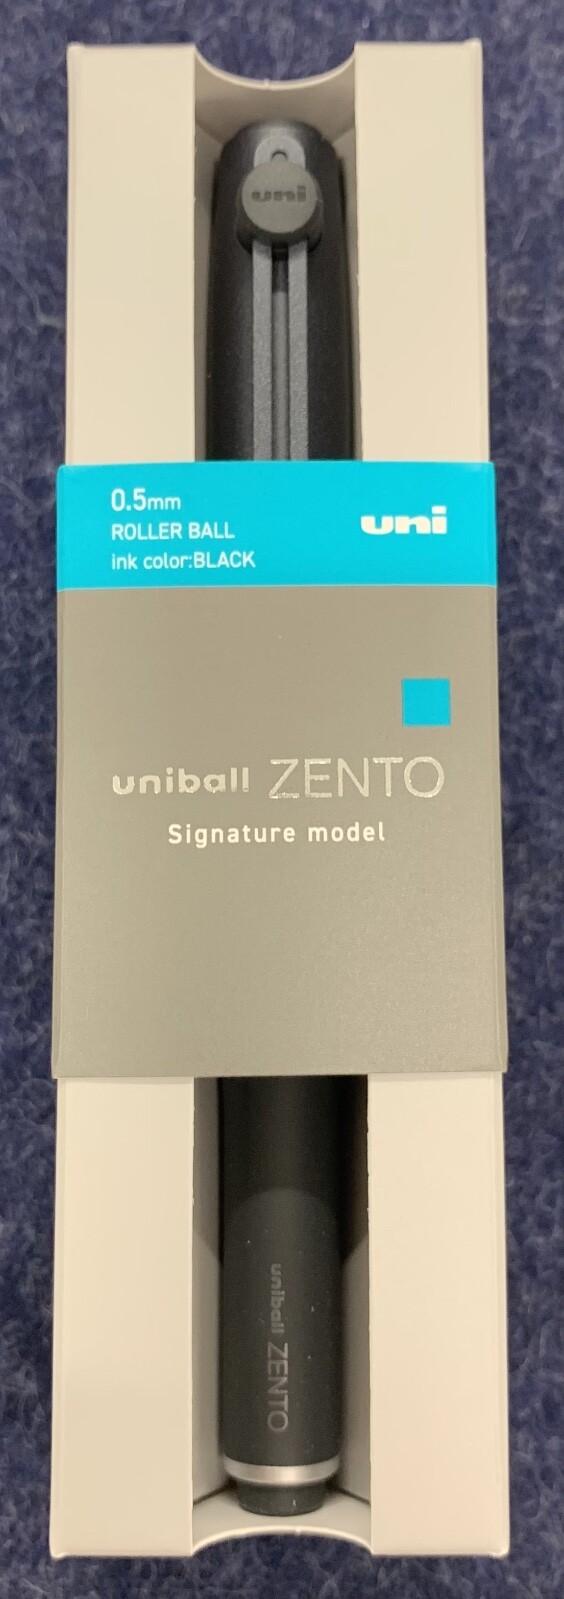 uni
0.5mm
ROLLER BALL
ink color:BLACK
uni
uniball ZENTO
Signature model
uniball ZENTO